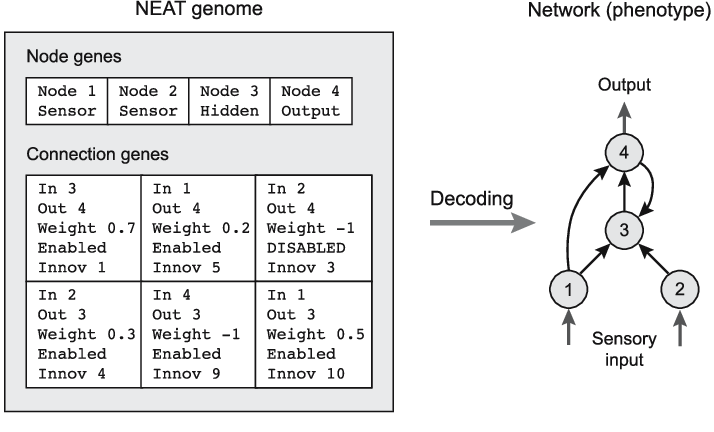 NEAT genome
Network (phenotype)
Node genes
Node 1 Node 2 Node 3 Node 4
Sensor Sensor Hidden Output
Connection genes
In 3 In 1 In 2
Out 4 Out 4 Out 4
Weight 0.7 Weight 0.2 Weight -1
Enabled Enabled DISABLED
Innov 1 Innov 5 Innov 3
In 2 In 4 In 1
Out 3 Out 3 Out 3
Weight 0.3 Weight -1 Weight 0.5
Enabled Enabled Enabled
Innov 4 Innov 9 Innov 10
Decoding
Output
4
3
1 2
Sensory
input